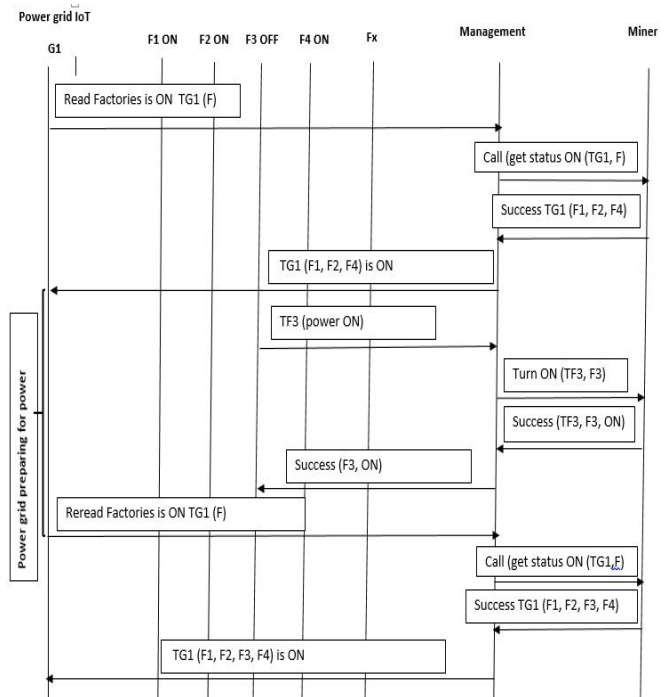 Power grid IoT
G1
F1 ON
F2 ON
F3 OFF
F4 ON
Fx
Management
Miner
Read Factories is ON TG1 (F)
Call (get status ON (TG1, F)
Success TG1 (F1, F2, F4)
TG1 (F1, F2, F4) is ON
TF3 (power ON)
Turn ON (TF3, F3)
Success (TF3, F3, ON)
Success (F3, ON)
Power grid preparing for power
Reread Factories is ON TG1 (F)
Call (get status ON (TG1,F)
Success TG1 (F1, F2, F3, F4)
TG1 (F1, F2, F3, F4) is ON